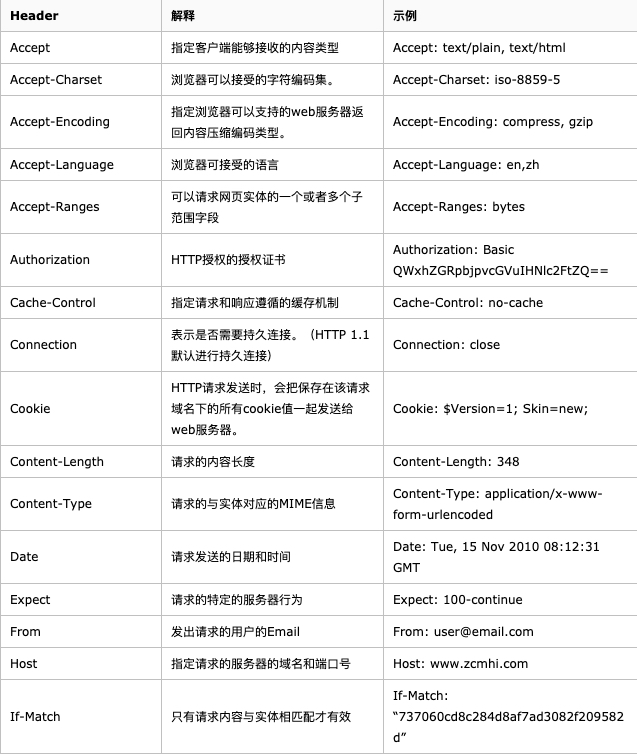 Header 解释 示例
Accept 指定客户端能够接收的内容类型 Accept: text/plain, text/html
Accept-Charset 浏览器可以接受的字符编码集。 Accept-Charset: iso-8859-5
Accept-Encoding 指定浏览器可以支持的web服务器返
回内容压缩编码类型。 Accept-Encoding: compress, gzip
Accept-Language 浏览器可接受的语言 Accept-Language: en,zh
Accept-Ranges 可以请求网页实体的一个或者多个子
范围字段 Accept-Ranges: bytes
Authorization HTTP授权的授权证书 Authorization: Basic
QWxhZGRpbjpvcGVuIHNlc2FtZQ==
Cache-Control 指定请求和响应遵循的缓存机制 Cache-Control: no-cache
Connection 表示是否需要持久连接。（HTTP 1.1
默认进行持久连接） Connection: close
Cookie HTTP请求发送时，会把保存在该请求
域名下的所有cookie值一起发送给
web服务器。 Cookie: $Version=1; Skin=new;
Content-Length 请求的内容长度 Content-Length: 348
Content-Type 请求的与实体对应的MIME信息 Content-Type: application/x-www-
form-urlencoded
Date 请求发送的日期和时间 Date: Tue, 15 Nov 2010 08:12:31
GMT
Expect 请求的特定的服务器行为 Expect: 100-continue
From 发出请求的用户的Email From: user@email.com
Host 指定请求的服务器的域名和端口号 Host: www.zcmhi.com
If-Match 只有请求内容与实体相匹配才有效 If-Match:
“737060cd8c284d8af7ad3082f209582
d”